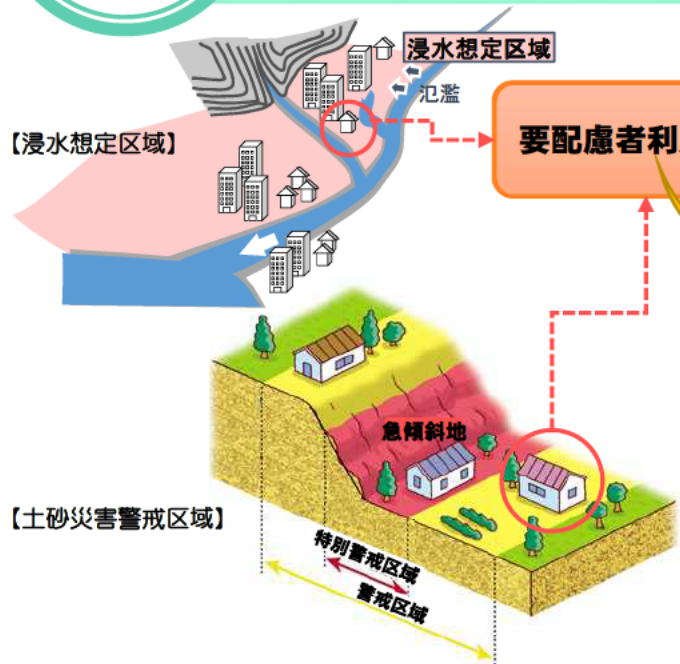 浸水想定区域
氾濫
【浸水想定区域】
要配慮者利
急傾斜地
【土砂災害警戒区域】
特別警戒区域
警戒区域